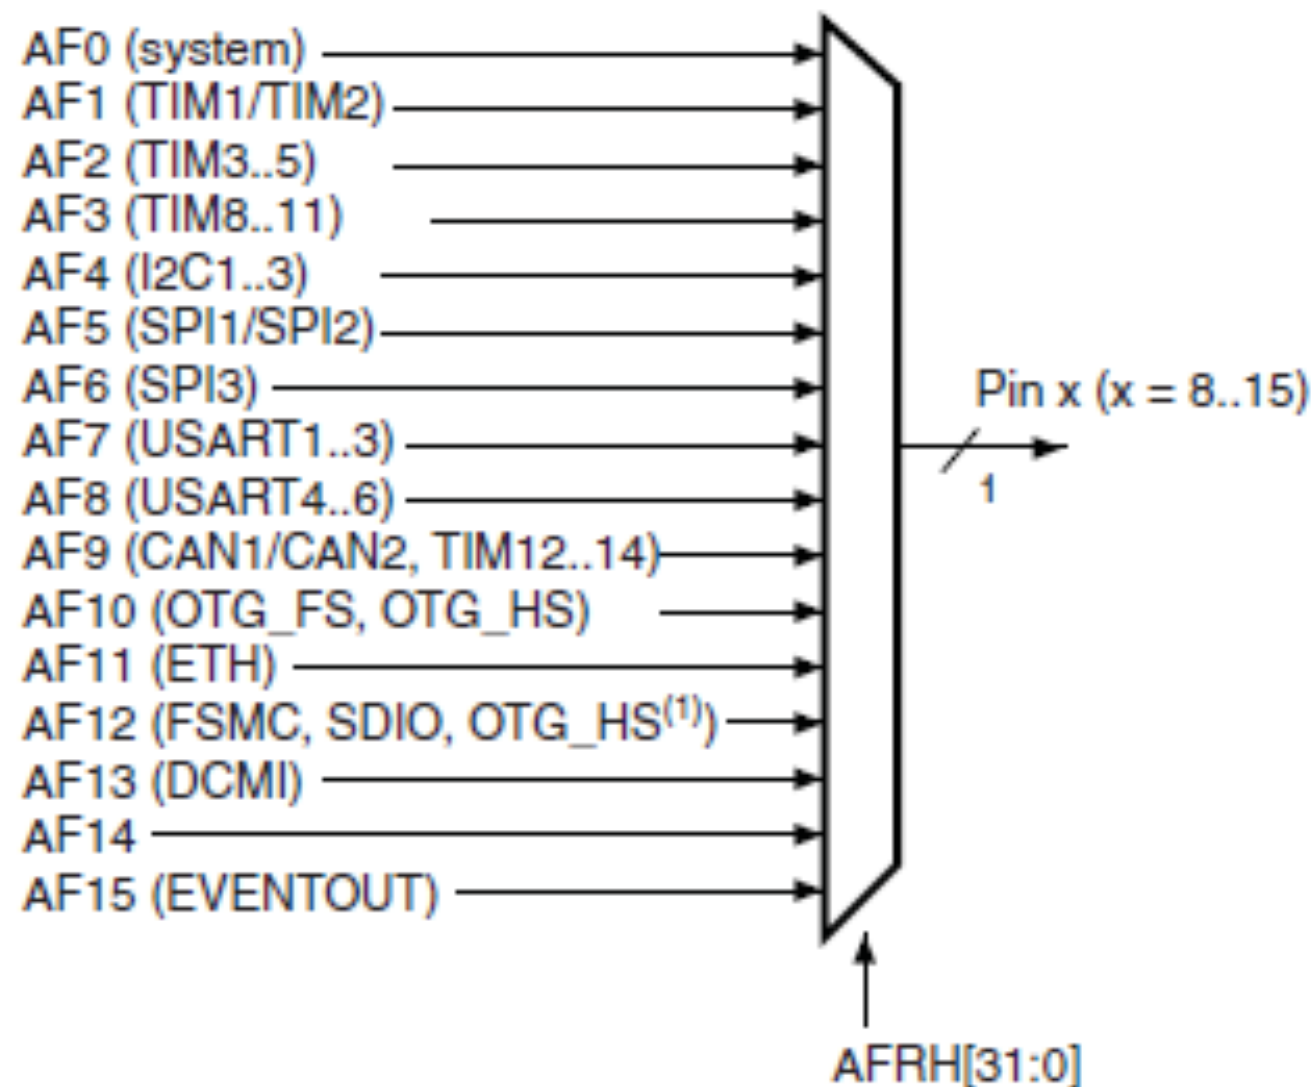 AF0 (system)
AF1 (TIM1/TIM2)
AF2 (TIM3..5)
AF3 (TIM8..11)
AF4 (I2C1..3)
AF5 (SPI1/SPI2)
AF6 (SPI3)
AF7 (USART1..3)
AF8 (USART4..6)
AF9 (CAN1/CAN2, TIM12..14)
AF10 (OTG_FS, OTG_HS)
AF11 (ETH)
AF12 (FSMC, SDIO, OTG_HS(1))
AF13 (DCMI)
AF14
AF15 (EVENTOUT)
Pin x (x = 8..15)
1
AFRH[31:0]